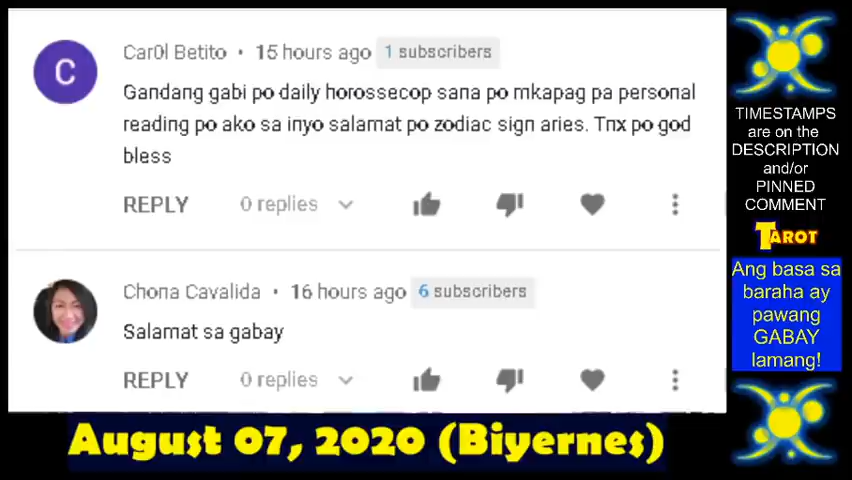 Car0l Betito • 15 hours ago 1 subscribers
C
Gandang gabi po daily horossecop sana po mkapag pa personal
reading po ako sa inyo salamat po zodiac sign aries. Tnx po god
bless
REPLY 0 replies
Chona Cavalida • 16 hours ago 6 subscribers
Salamat sa gabay
REPLY 0 replies
August 07, 2020 (Biyernes)
TIMESTAMPS
are on the
DESCRIPTION
and/or
PINNED
COMMENT
TAROT
Ang basa sa
baraha ay
pawang
GABAY
lamang!